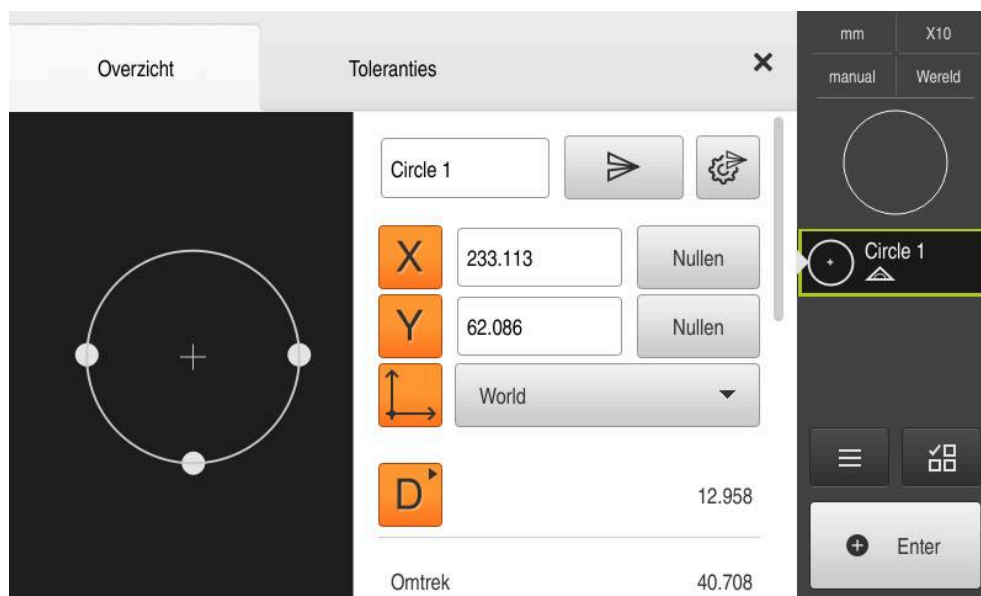 Overzicht
Toleranties
mm X10
manual Wereld
Circle 1
X 233.113 Nullen
Y 62.086 Nullen
World
D 12.958
Omtrek 40.708
Circle 1
Enter